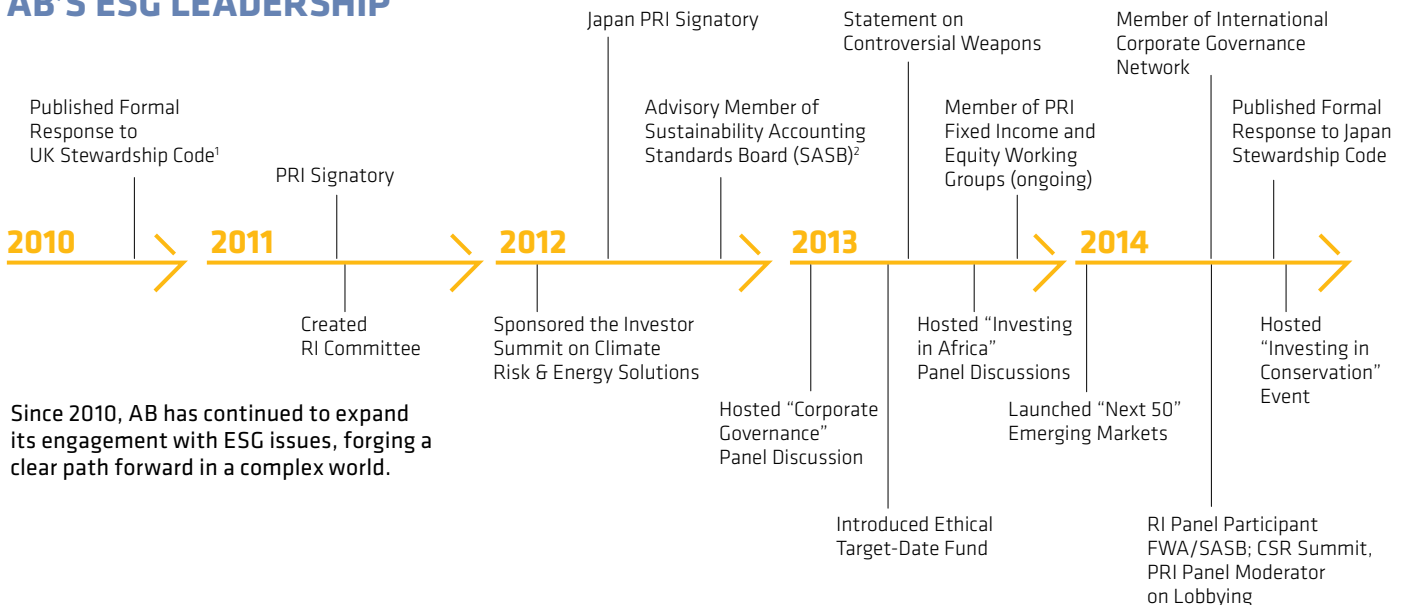 AB'S ESG LEADERSHIP
Published Formal
Response to
UK Stewardship Code¹
PRI Signatory
Japan PRI Signatory
Advisory Member of
Sustainability Accounting
Standards Board (SASB)²
Statement on
Controversial Weapons
Member of PRI
Fixed Income and
Equity Working
Groups (ongoing)
Member of International
Corporate Governance
Network
Published Formal
Response to Japan
Stewardship Code
2010
2011
2012
2013
2014
Created
RI Committee
Sponsored the Investor
Summit on Climate
Risk & Energy Solutions
Hosted “Corporate
Governance”
Panel Discussion
Introduced Ethical
Target-Date Fund
Hosted “Investing
in Africa”
Panel Discussions
Launched “Next 50”
Emerging Markets
RI Panel Participant
FWA/SASB; CSR Summit,
PRI Panel Moderator
on Lobbying
Hosted
“Investing in
Conservation”
Event
Since 2010, AB has continued to expand
its engagement with ESG issues, forging a
clear path forward in a complex world.